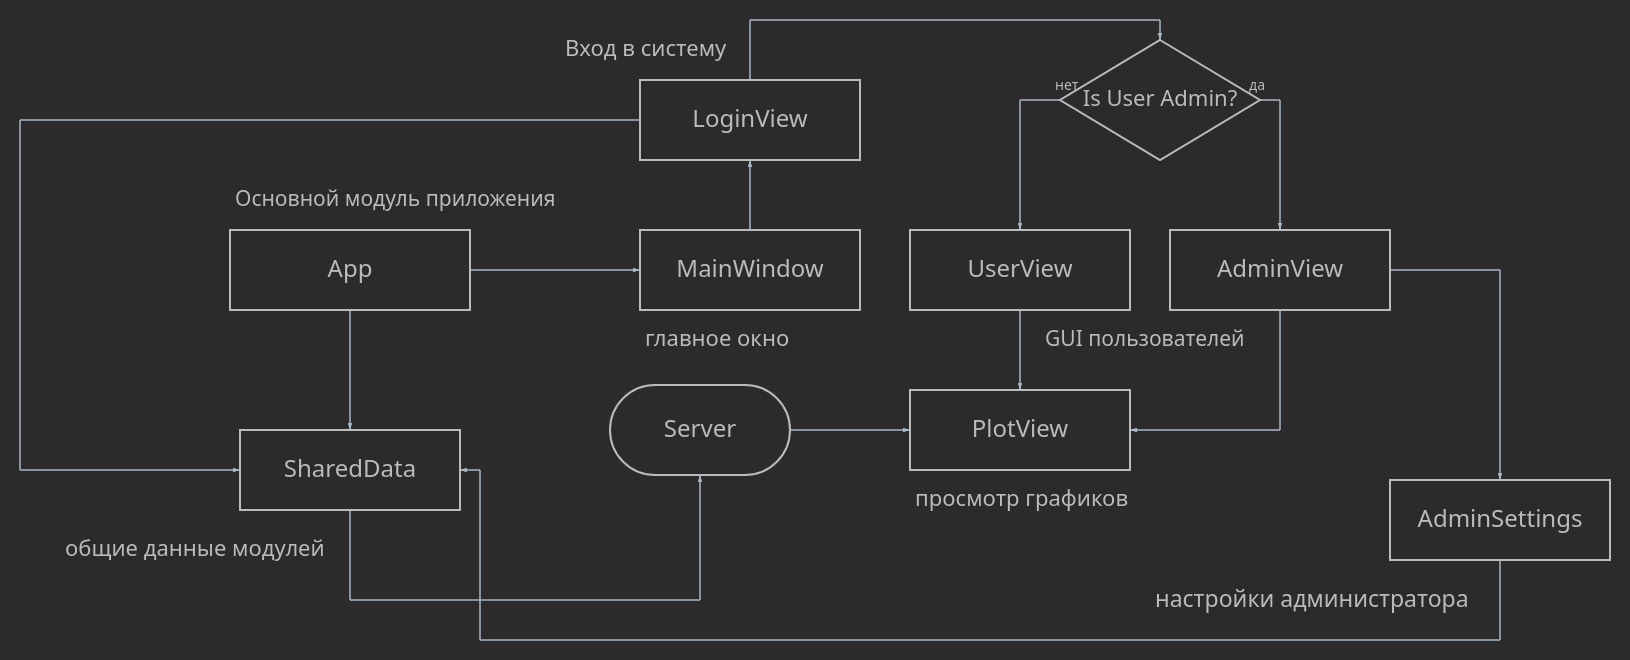 Вход в систему
нет
Is User Admin?
да
LoginView
Основной модуль приложения
App
MainWindow
UserView
AdminView
главное окно
GUI пользователей
Server
PlotView
SharedData
просмотр графиков
AdminSettings
общие данные модулей
настройки администратора